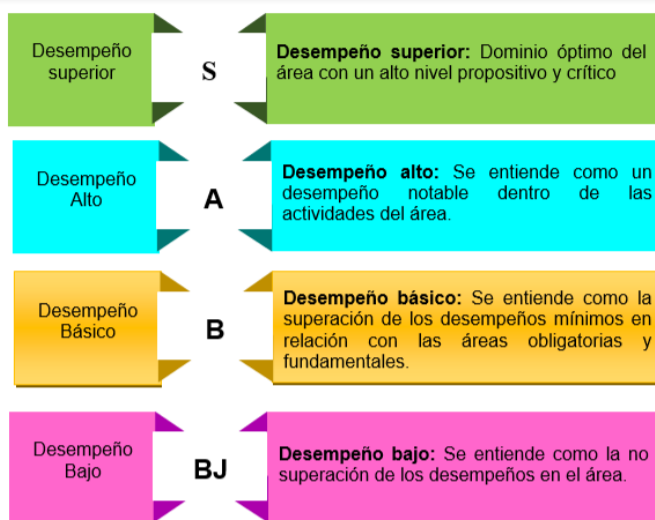 Desempeño
superior
S
Desempeño superior: Dominio óptimo del
área con un alto nivel propositivo y crítico
Desempeño
Alto
A
Desempeño alto: Se entiende como un
desempeño notable dentro de las
actividades del área.
Desempeño
Básico
B
Desempeño básico: Se entiende como la
superación de los desempeños mínimos en
relación con las áreas obligatorias y
fundamentales.
Desempeño
Bajo
BJ
Desempeño bajo: Se entiende como la no
superación de los desempeños en el área.